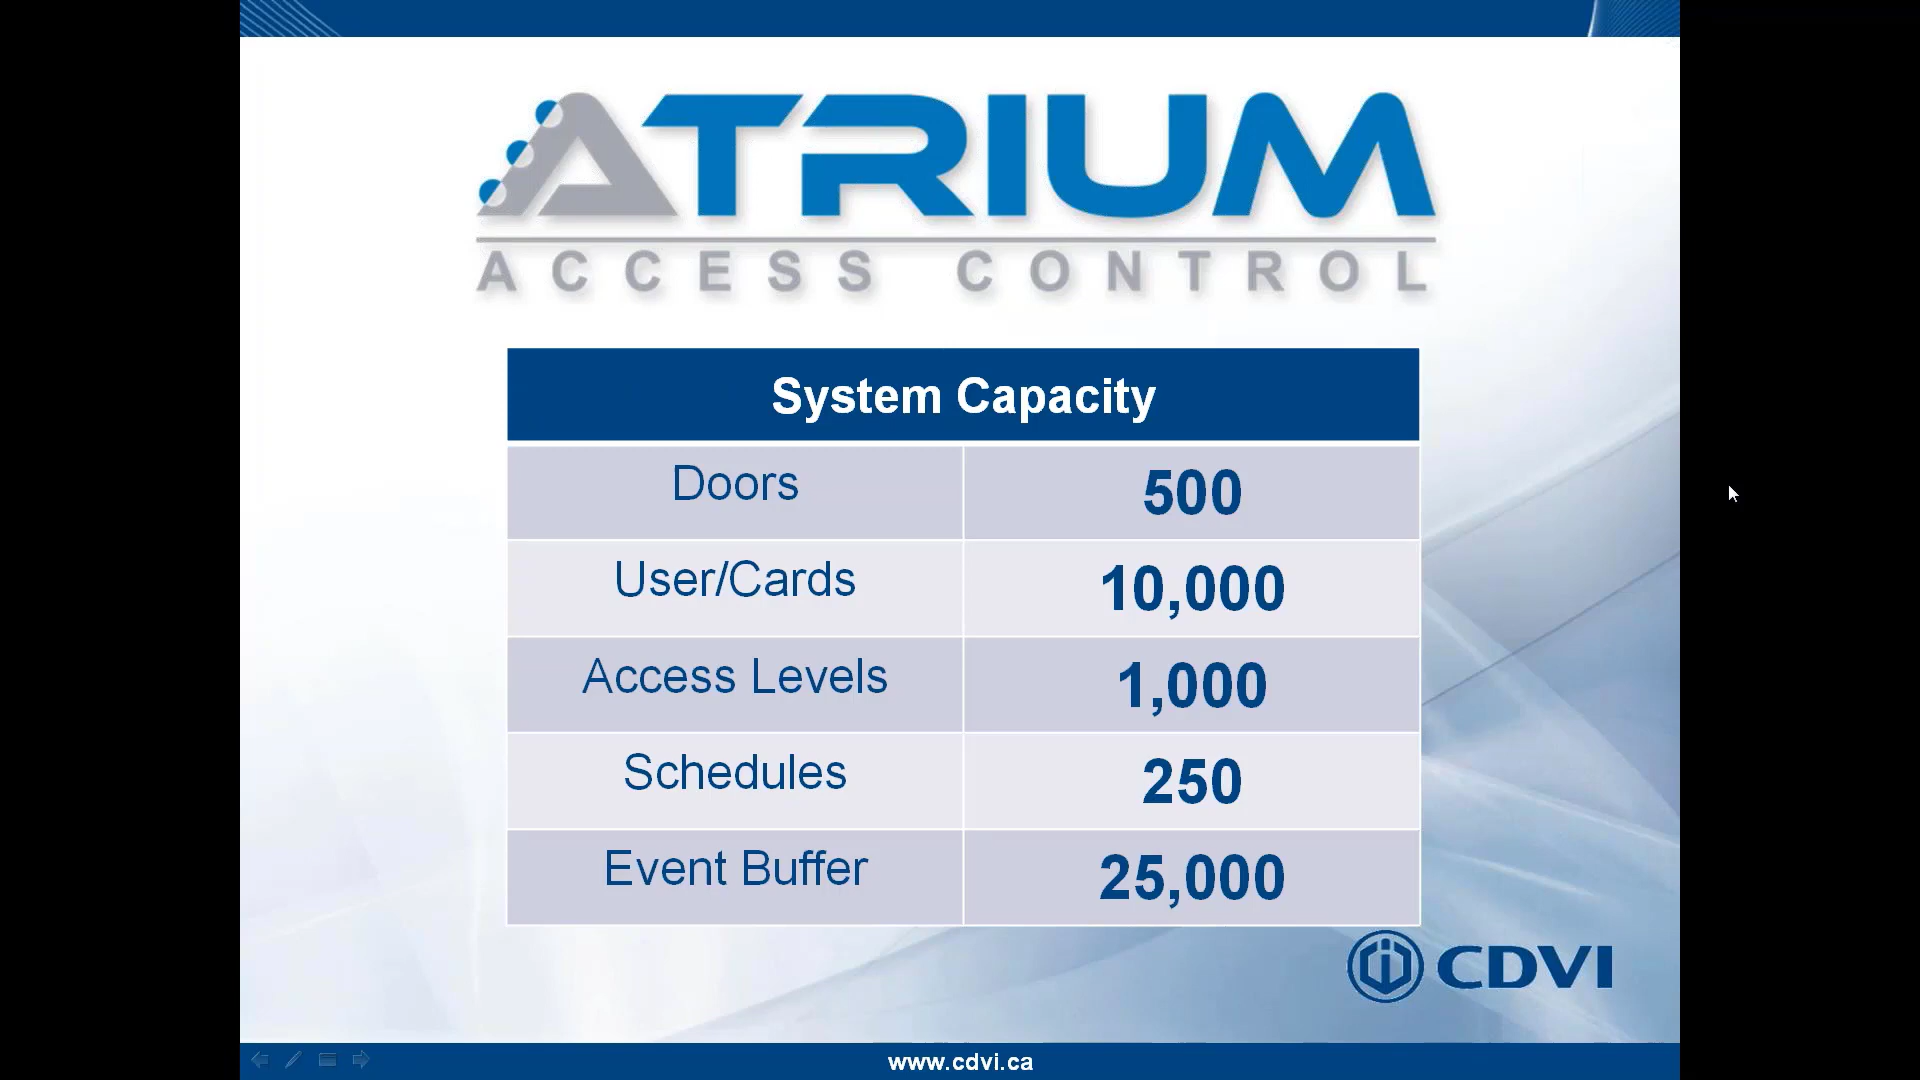 ATRIUM
ACCESS CONTROL
System Capacity
Doors 500
User/Cards 10,000
Access Levels 1,000
Schedules 250
Event Buffer 25,000
CDVI
www.cdvi.ca